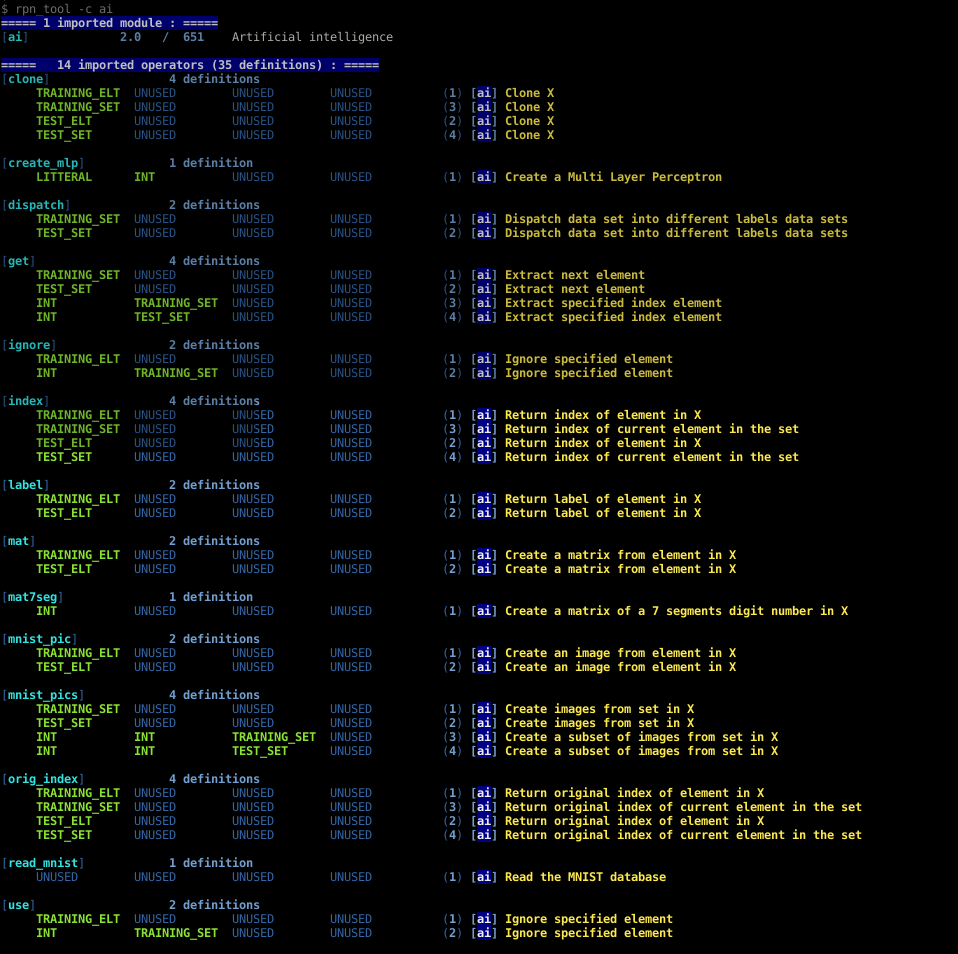 $ rpn_tool -c ai
===== 1 imported module : =====
[ai]             2.0   /  651    Artificial intelligence
=====   14 imported operators (35 definitions) : =====
[clone]                 4 definitions
     TRAINING_ELT  UNUSED        UNUSED        UNUSED          (1) [ai] Clone X
     TRAINING_SET  UNUSED        UNUSED        UNUSED          (3) [ai] Clone X
     TEST_ELT      UNUSED        UNUSED        UNUSED          (2) [ai] Clone X
     TEST_SET      UNUSED        UNUSED        UNUSED          (4) [ai] Clone X
[create_mlp]            1 definition
     LITTERAL      INT           UNUSED        UNUSED          (1) [ai] Create a Multi Layer Perceptron
[dispatch]              2 definitions
     TRAINING_SET  UNUSED        UNUSED        UNUSED          (1) [ai] Dispatch data set into different labels data sets
     TEST_SET      UNUSED        UNUSED        UNUSED          (2) [ai] Dispatch data set into different labels data sets
[get]                   4 definitions
     TRAINING_SET  UNUSED        UNUSED        UNUSED          (1) [ai] Extract next element
     TEST_SET      UNUSED        UNUSED        UNUSED          (2) [ai] Extract next element
     INT           TRAINING_SET  UNUSED        UNUSED          (3) [ai] Extract specified index element
     INT           TEST_SET      UNUSED        UNUSED          (4) [ai] Extract specified index element
[ignore]                2 definitions
     TRAINING_ELT  UNUSED        UNUSED        UNUSED          (1) [ai] Ignore specified element
     INT           TRAINING_SET  UNUSED        UNUSED          (2) [ai] Ignore specified element
[index]                 4 definitions
     TRAINING_ELT  UNUSED        UNUSED        UNUSED          (1) [ai] Return index of element in X
     TRAINING_SET  UNUSED        UNUSED        UNUSED          (3) [ai] Return index of current element in the set
     TEST_ELT      UNUSED        UNUSED        UNUSED          (2) [ai] Return index of element in X
     TEST_SET      UNUSED        UNUSED        UNUSED          (4) [ai] Return index of current element in the set
[label]                 2 definitions
     TRAINING_ELT  UNUSED        UNUSED        UNUSED          (1) [ai] Return label of element in X
     TEST_ELT      UNUSED        UNUSED        UNUSED          (2) [ai] Return label of element in X
[mat]                   2 definitions
     TRAINING_ELT  UNUSED        UNUSED        UNUSED          (1) [ai] Create a matrix from element in X
     TEST_ELT      UNUSED        UNUSED        UNUSED          (2) [ai] Create a matrix from element in X
[mat7seg]               1 definition
     INT           UNUSED        UNUSED        UNUSED          (1) [ai] Create a matrix of a 7 segments digit number in X
[mnist_pic]             2 definitions
     TRAINING_ELT  UNUSED        UNUSED        UNUSED          (1) [ai] Create an image from element in X
     TEST_ELT      UNUSED        UNUSED        UNUSED          (2) [ai] Create an image from element in X
[mnist_pics]            4 definitions
     TRAINING_SET  UNUSED        UNUSED        UNUSED          (1) [ai] Create images from set in X
     TEST_SET      UNUSED        UNUSED        UNUSED          (2) [ai] Create images from set in X
     INT           INT           TRAINING_SET  UNUSED          (3) [ai] Create a subset of images from set in X
     INT           INT           TEST_SET      UNUSED          (4) [ai] Create a subset of images from set in X
[orig_index]            4 definitions
     TRAINING_ELT  UNUSED        UNUSED        UNUSED          (1) [ai] Return original index of element in X
     TRAINING_SET  UNUSED        UNUSED        UNUSED          (3) [ai] Return original index of current element in the set
     TEST_ELT      UNUSED        UNUSED        UNUSED          (2) [ai] Return original index of element in X
     TEST_SET      UNUSED        UNUSED        UNUSED          (4) [ai] Return original index of current element in the set
[read_mnist]            1 definition
     UNUSED        UNUSED        UNUSED        UNUSED          (1) [ai] Read the MNIST database
[use]                   2 definitions
     TRAINING_ELT  UNUSED        UNUSED        UNUSED          (1) [ai] Ignore specified element
     INT           TRAINING_SET  UNUSED        UNUSED          (2) [ai] Ignore specified element